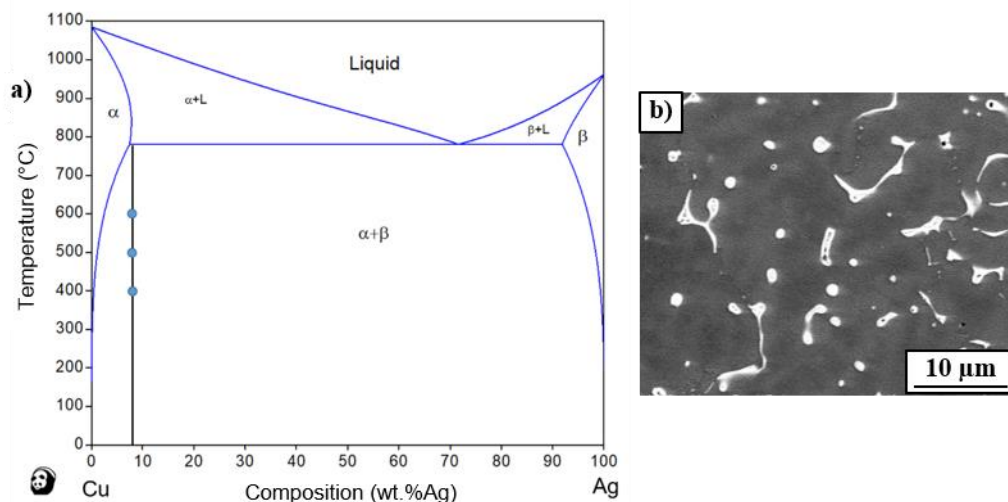 a)
Temperature (°C)
1100
1000
900
800
700
600
500
400
300
200
100
0
Liquid
α
α+L
β+L
β
α+β
0 10 20 30 40 50 60 70 80 90 100
Cu Composition (wt.%Ag) Ag
b)
10 µm